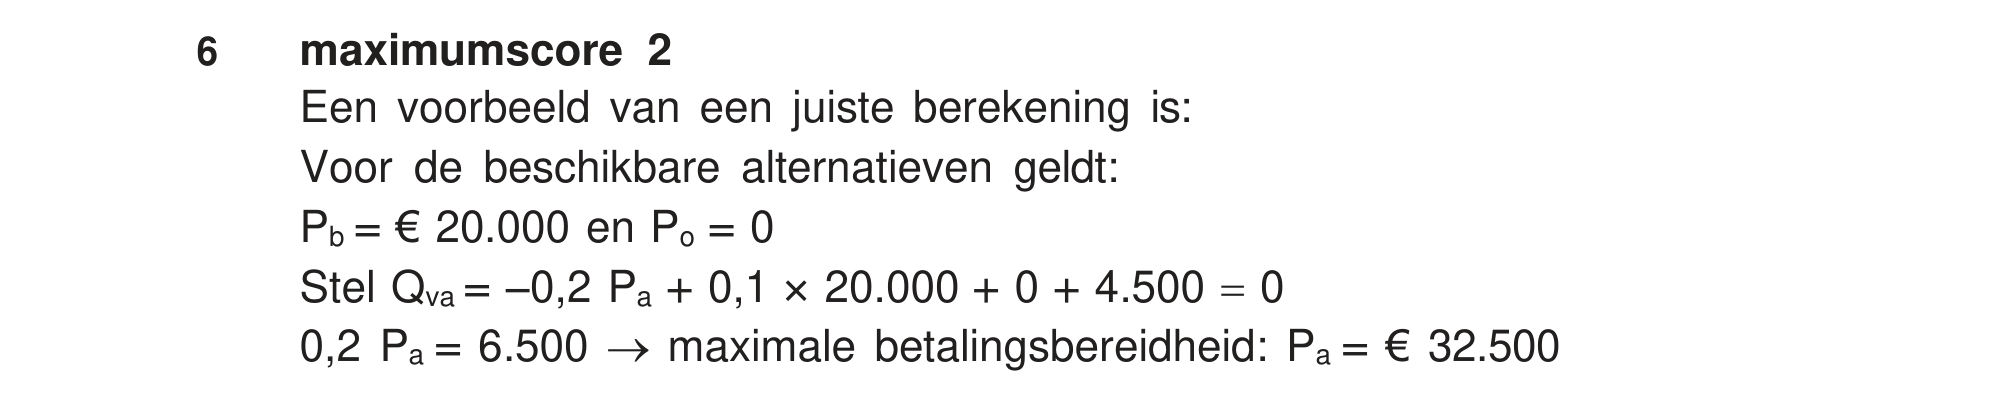 6 maximumscore 2
Een voorbeeld van een juiste berekening is:
Voor de beschikbare alternatieven geldt:
Pb = € 20.000 en Po = 0
Stel Qva = –0,2 Pa + 0,1 × 20.000 + 0 + 4.500 = 0
0,2 Pa = 6.500 → maximale betalingsbereidheid: Pa = € 32.500